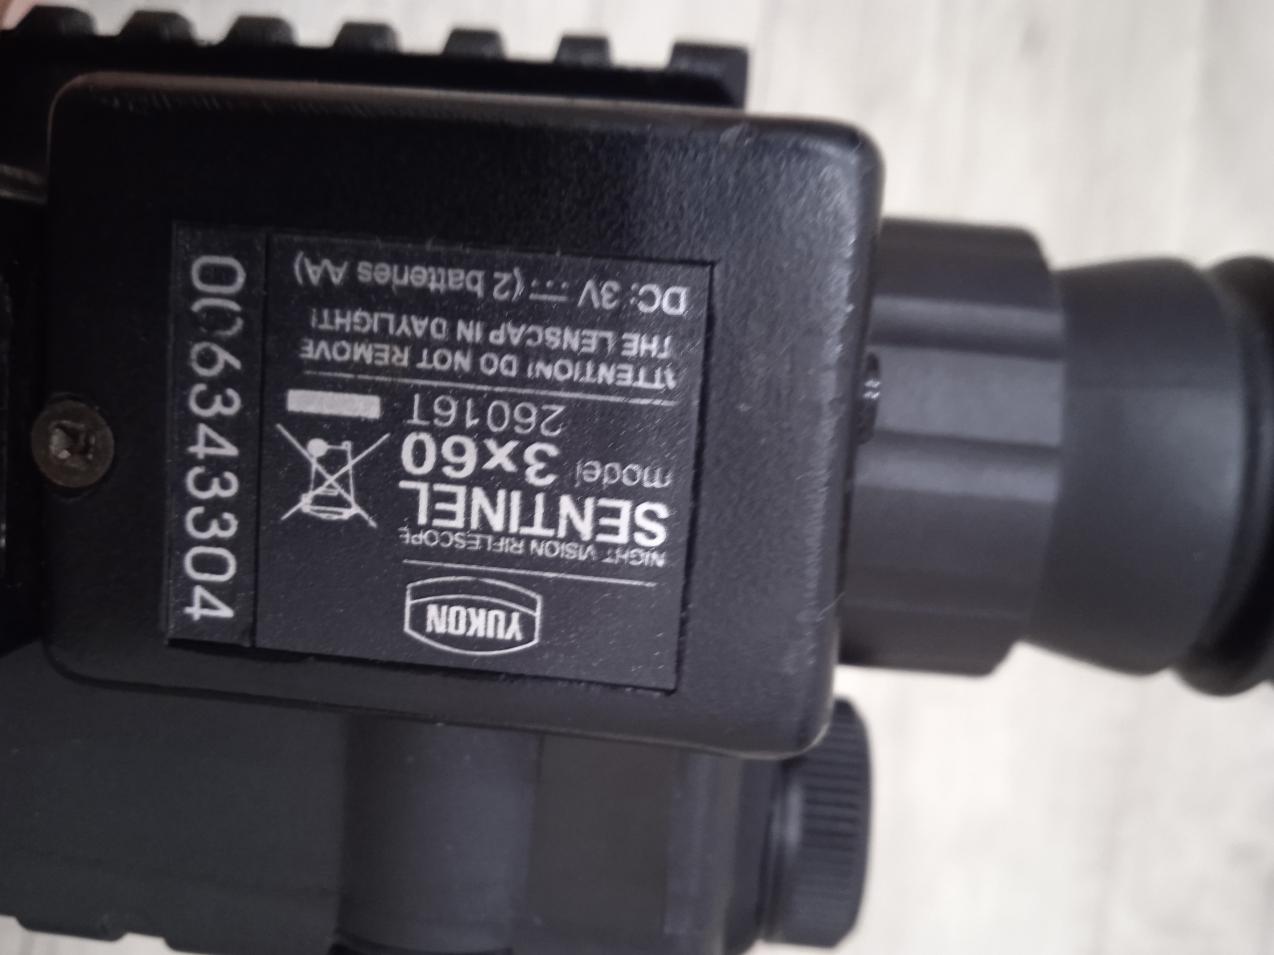 YUKON
NIGHT VISION RIFLESCOPE
SENTINEL
model 3x60
26016T
ATTENTION! DO NOT REMOVE
THE LENSCAP IN DAYLIGHT!
DC: 3V (2 batteries AA)
006343304